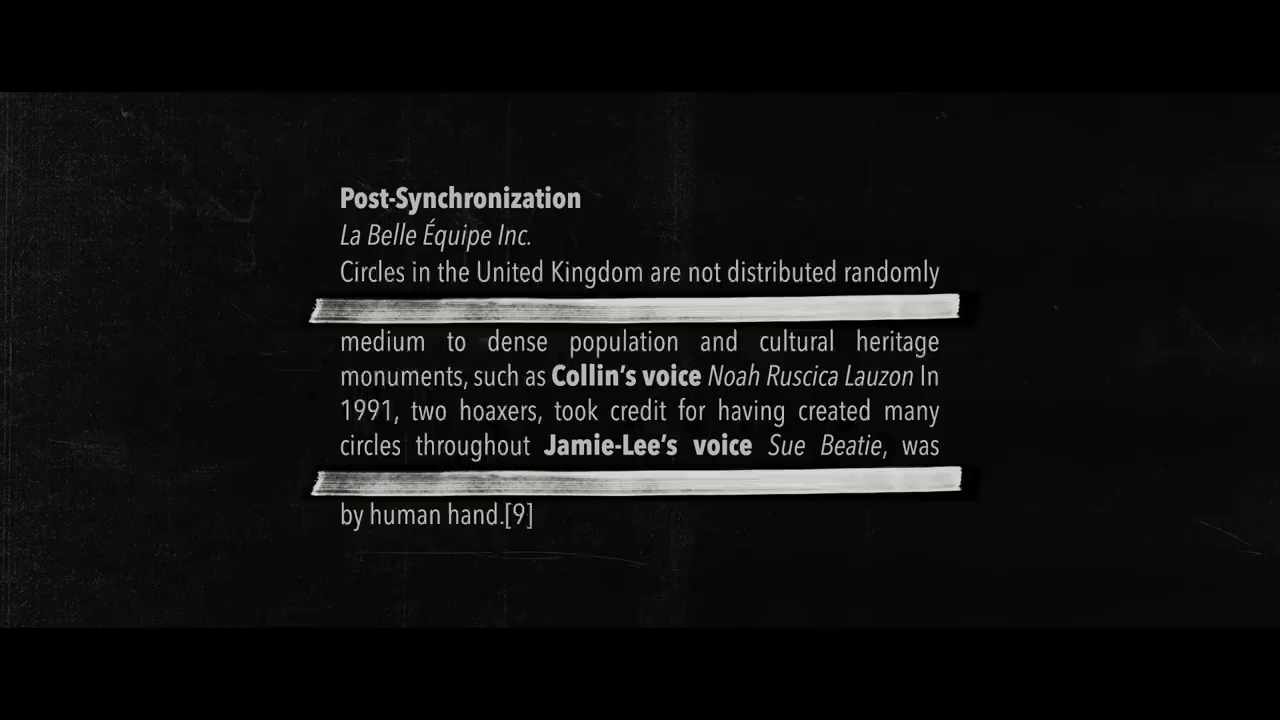 Post-Synchronization
La Belle Équipe Inc.
Circles in the United Kingdom are not distributed randomly
medium to dense population and cultural heritage
monuments, such as Collin's voice Noah Ruscica Lauzon In
1991, two hoaxers, took credit for having created many
circles throughout Jamie-Lee's voice Sue Beatie, was
by human hand.[9]